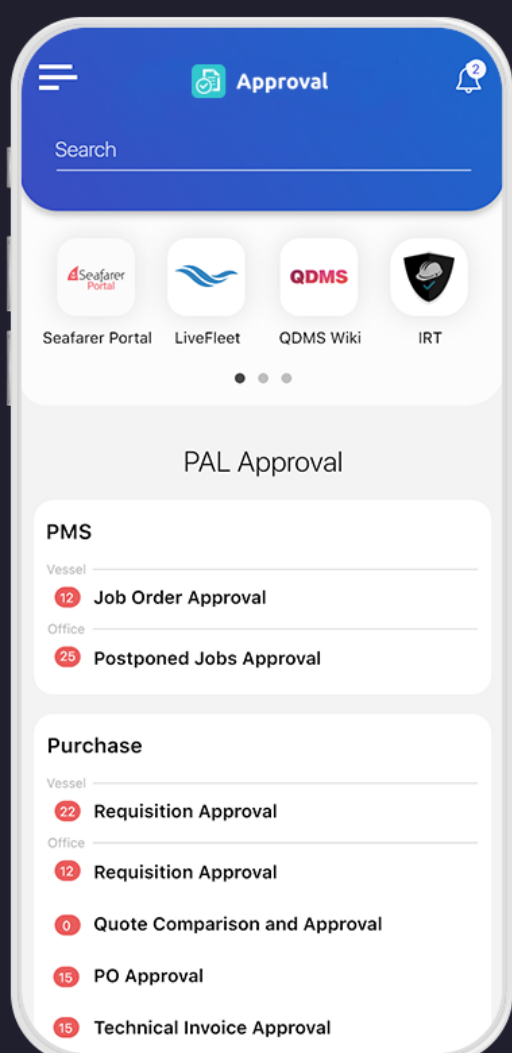 Approval
2
Search
Seafarer
Portal
QDMS
Seafarer Portal
LiveFleet
QDMS Wiki
IRT
PAL Approval
PMS
Vessel
12 Job Order Approval
Office
25 Postponed Jobs Approval
Purchase
Vessel
22 Requisition Approval
Office
12 Requisition Approval
0 Quote Comparison and Approval
15 PO Approval
15 Technical Invoice Approval